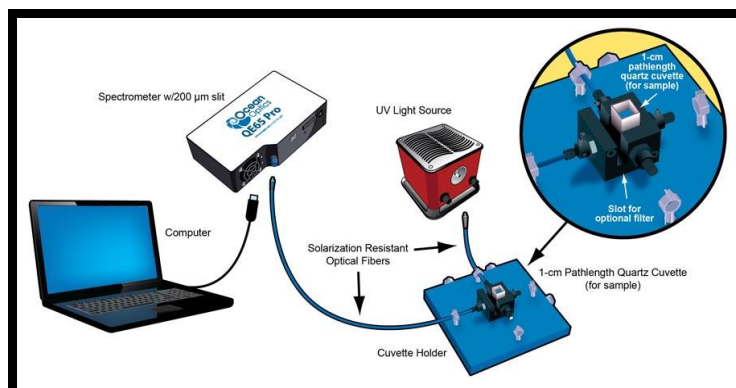 Spectrometer w/200 µm slit
Ocean
Optics
QE65 Pro
UV Light Source
1-cm
pathlength
quartz cuvette
(for sample)
Slot for
optional filter
Computer
Solarization Resistant
Optical Fibers
1-cm Pathlength Quartz Cuvette
(for sample)
Cuvette Holder